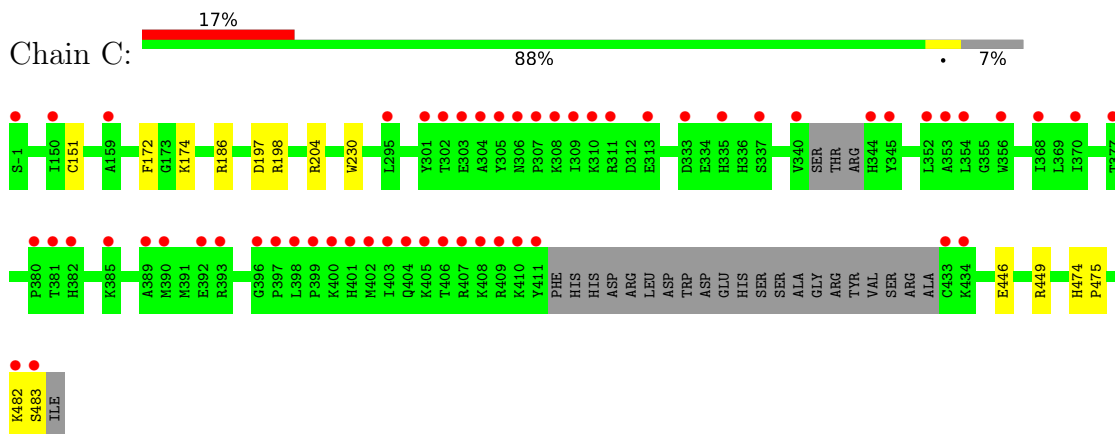 17%
Chain C:
88% • 7%
S-1 I150 C151 A159 F172 G173 K174 R186 D197 R198 R204 W230 L295 Y301 T302 E303 A304 Y305 N306 P307 K308 I309 K310 R311 D312 E313 D333 E334 H335 H336 S337 V340 SER THR ARG H344 Y345 L352 A353 L354 G355 W356 I368 L369 I370 T377
P380 T381 H382 K385 A389 M390 M391 E392 R393 G396 P397 L398 P399 K400 H401 M402 I403 Q404 K405 T406 R407 K408 R409 K410 Y411 PHE HIS HIS ASP ARG LEU ASP TRP ASP GLU HIS SER SER ALA GLY ARG TYR VAL SER ARG ALA C433 K434 E446 R449 H474 P475
K482 S483 ILE